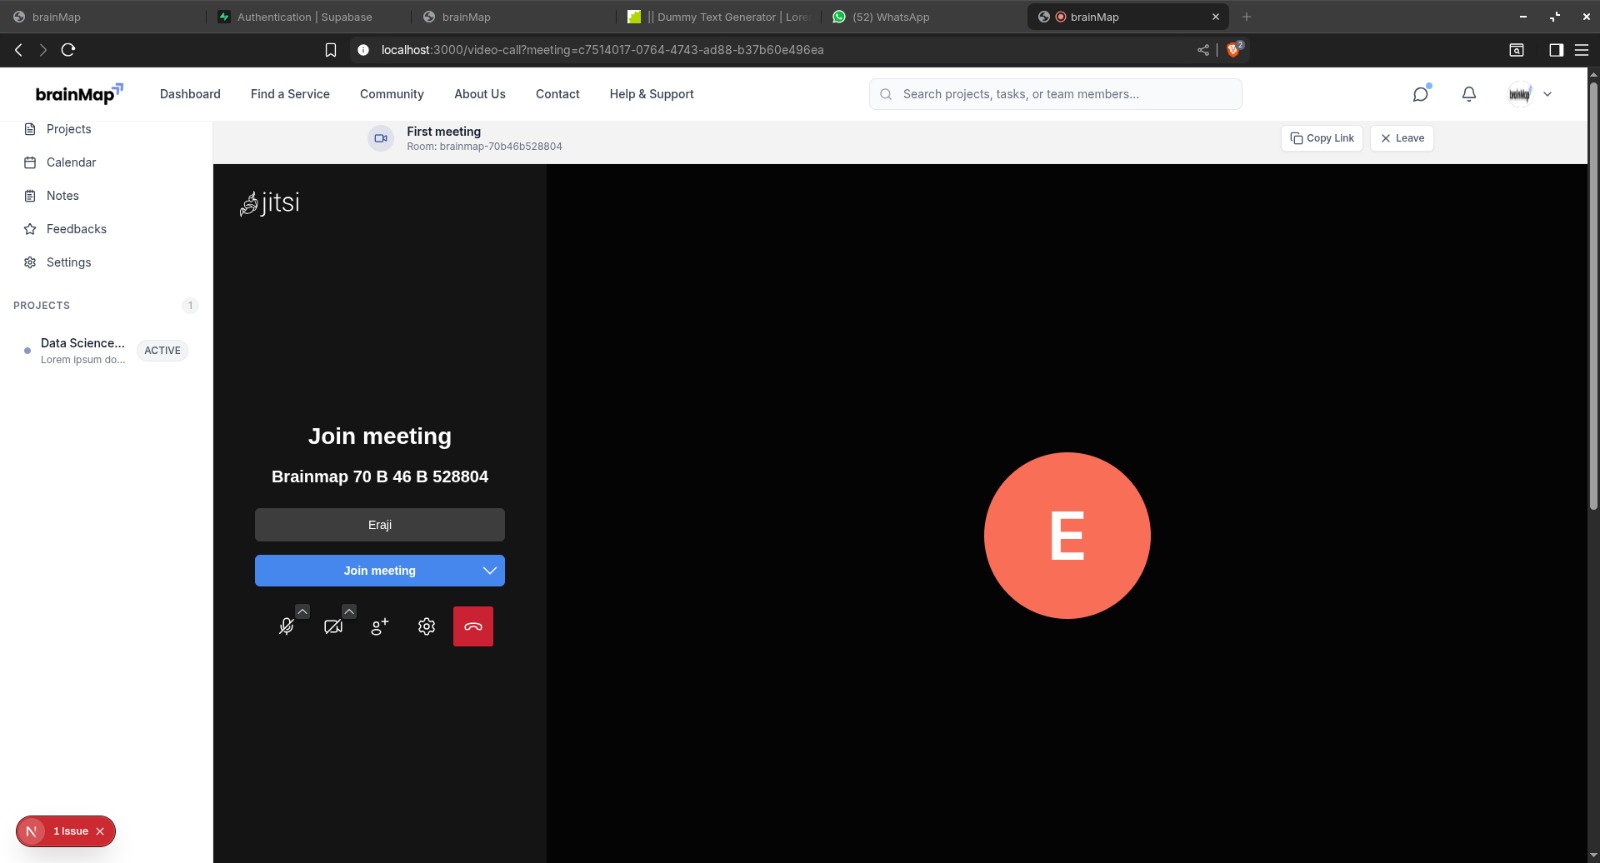 brainMap
Authentication | Supabase
brainMap
|| Dummy Text Generator | Lore
(52) WhatsApp
brainMap
localhost:3000/video-call?meeting=c7514017-0764-4743-ad88-b37b60e496ea
2
brainMap
Dashboard
Find a Service
Community
About Us
Contact
Help & Support
Search projects, tasks, or team members...
brainMap
Projects
Calendar
Notes
Feedbacks
Settings
PROJECTS
1
Data Science...
Lorem Ipsum do...
ACTIVE
First meeting
Room: brainmap-70b46b528804
Copy Link
Leave
jitsi
Join meeting
Brainmap 70 B 46 B 528804
Eraji
Join meeting
E
N
1 Issue